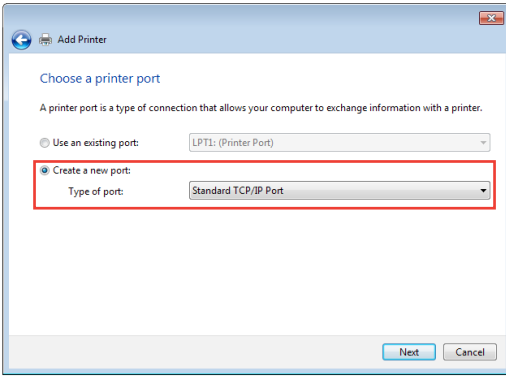 Add Printer
Choose a printer port
A printer port is a type of connection that allows your computer to exchange information with a printer.
Use an existing port: LPT1: (Printer Port)
Create a new port:
Type of port: Standard TCP/IP Port
Next Cancel